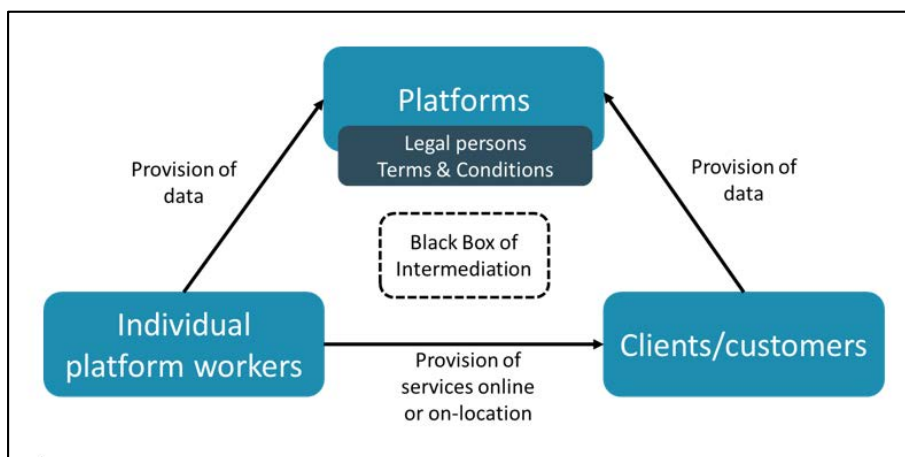 Platforms
Legal persons
Terms & Conditions
Provision of
data
Provision of
data
Black Box of
Intermediation
Individual
platform workers
Clients/customers
Provision of
services online
or on-location